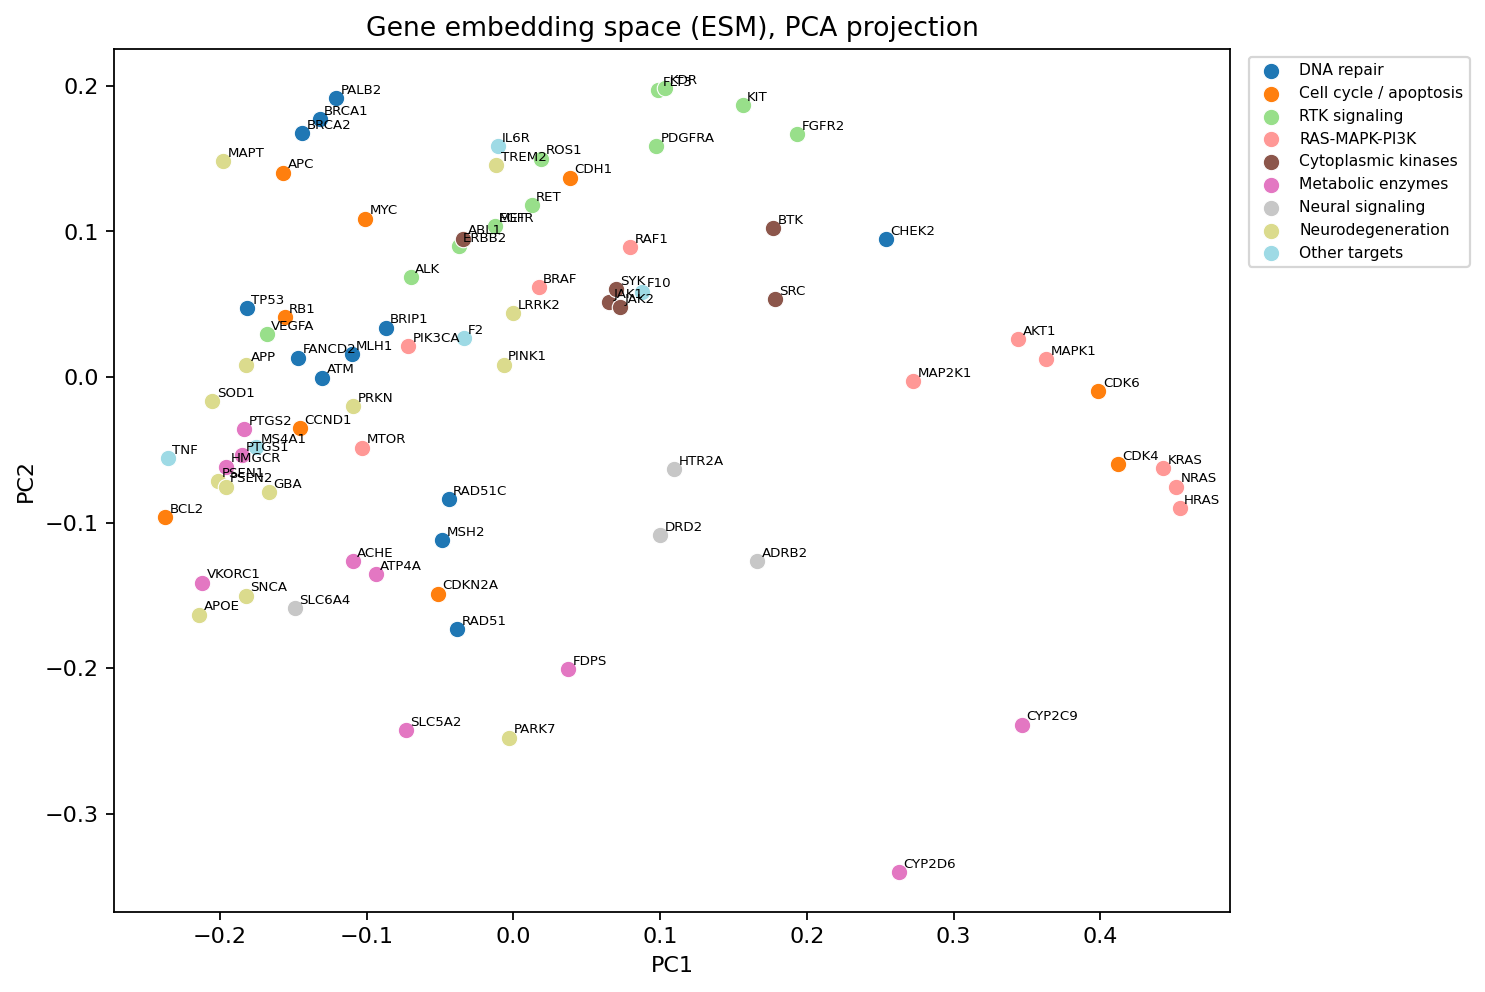 Gene embedding space (ESM), PCA projection
DNA repair
Cell cycle / apoptosis
RTK signaling
RAS-MAPK-PI3K
Cytoplasmic kinases
Metabolic enzymes
Neural signaling
Neurodegeneration
Other targets
PC2
0.2
0.1
0.0
−0.1
−0.2
−0.3
KDR
FLT3
PALB2
KIT
BRCA1
BRCA2
FGFR2
IL6R
PDGFRA
MAPT
TREM2
ROS1
APC
CDH1
RET
MYC
EGFR
BTK
ABL1
CHEK2
ERBB2
RAF1
ALK
BRAF
SYK
F10
JAK1
SRC
JAK2
TP53
RB1
LRRK2
VEGFA
BRIP1
F2
AKT1
PIK3CA
FANCD2
MLH1
APP
PINK1
MAPK1
ATM
MAP2K1
CDK6
SOD1
PRKN
PTGS2
CCND1
MS4A1
MTOR
PTGS1
TNF
HMGCR
CDK4
KRAS
HTR2A
PSEN1
PSEN2
GBA
NRAS
RAD51C
BCL2
HRAS
MSH2
DRD2
ACHE
ADRB2
ATP4A
VKORC1
CDKN2A
SNCA
SLC6A4
APOE
RAD51
FDPS
SLC5A2
CYP2C9
PARK7
CYP2D6
−0.2
−0.1
0.0
0.1
0.2
0.3
0.4
PC1